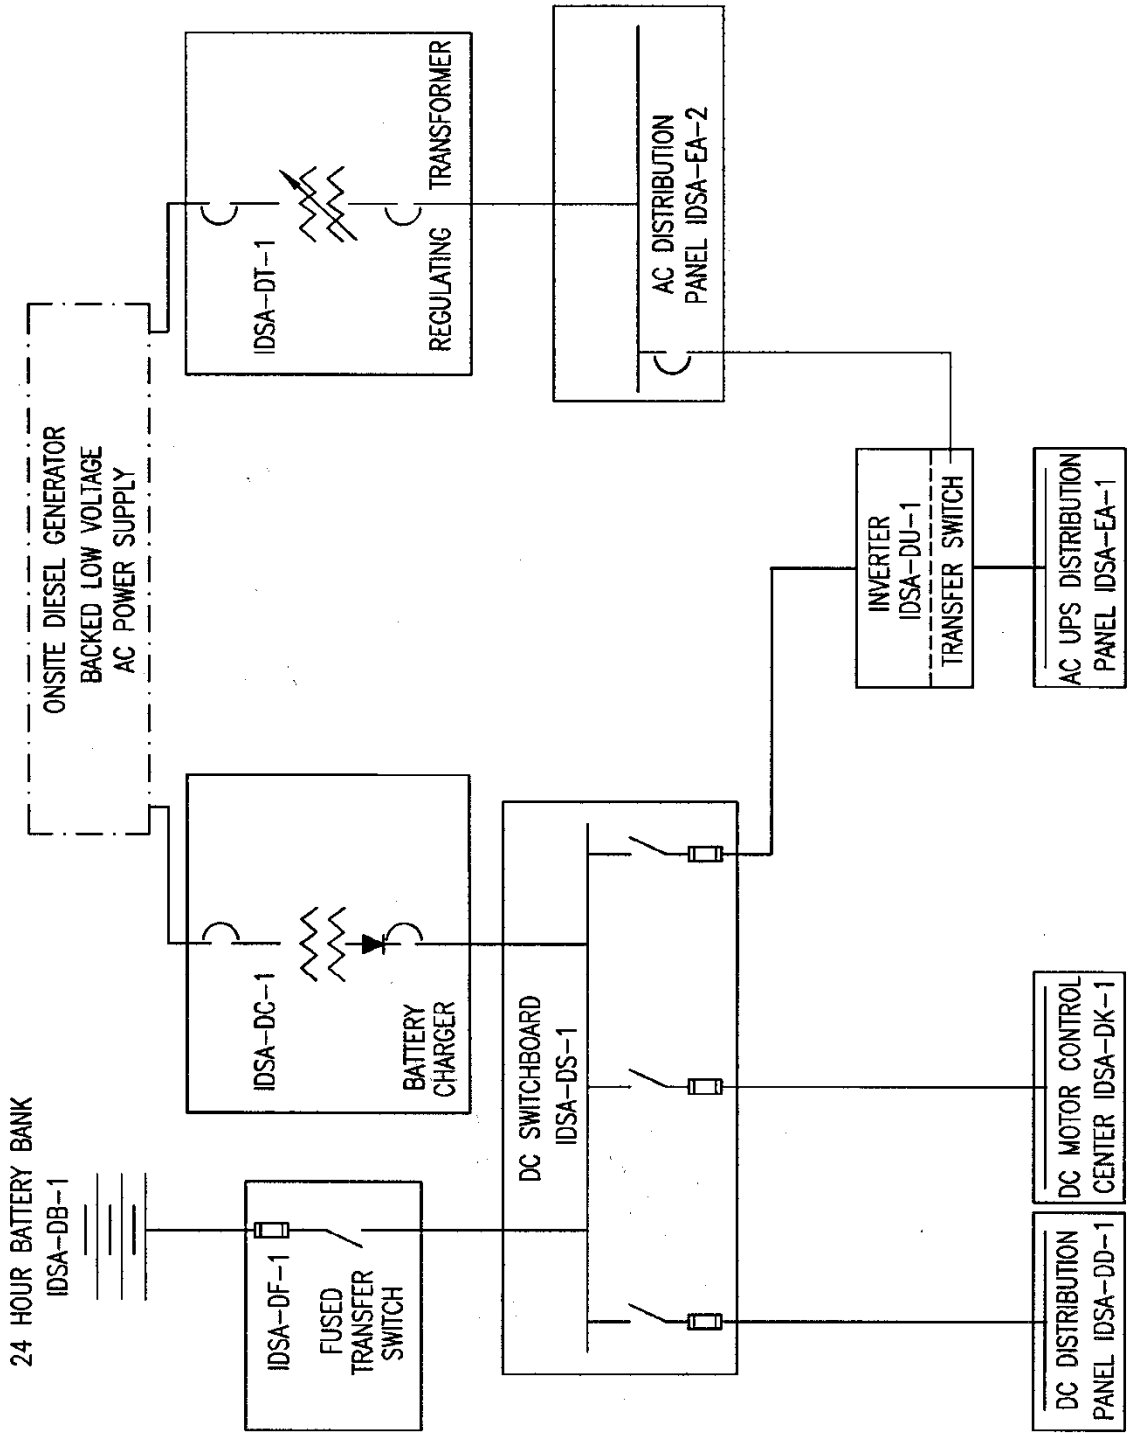 24 HOUR BATTERY BANK
IDSA-DB-1
ONSITE DIESEL GENERATOR
BACKED LOW VOLTAGE
AC POWER SUPPLY
IDSA-DF-1
FUSED
TRANSFER
SWITCH
IDSA-DC-1
BATTERY
CHARGER
IDSA-DT-1
REGULATING TRANSFORMER
DC SWITCHBOARD
IDSA-DS-1
AC DISTRIBUTION
PANEL IDSA-EA-2
INVERTER
IDSA-DU-1
TRANSFER SWITCH
DC DISTRIBUTION
PANEL IDSA-DD-1
DC MOTOR CONTROL
CENTER IDSA-DK-1
AC UPS DISTRIBUTION
PANEL IDSA-EA-1